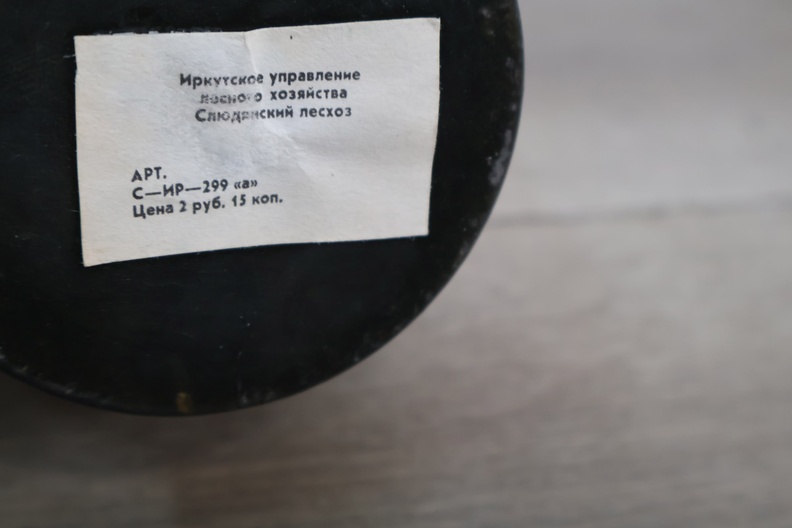 Иркутское управление
лесного хозяйства
Слюдянский лесхоз
АРТ.
С—ИР—299 «а»
Цена 2 руб. 15 коп.